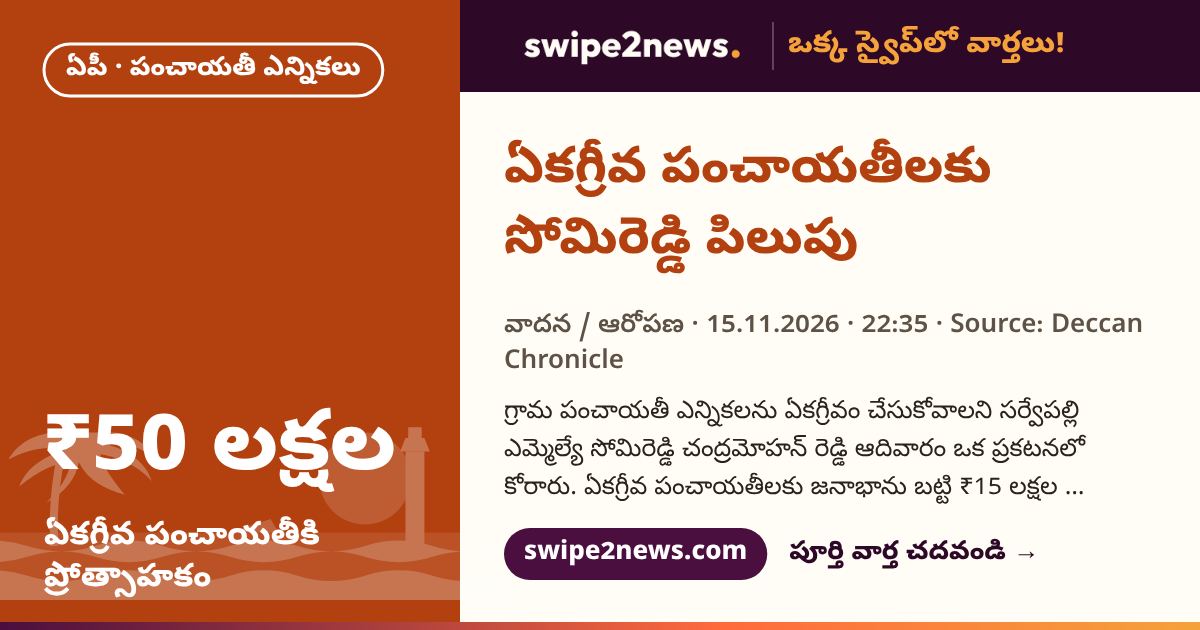 ఏపీ · పంచాయతీ ఎన్నికలు
₹50 లక్షల
ఏకగ్రీవ పంచాయతీకి
ప్రోత్సాహకం
swipe2news.
ఒక్క స్వైప్‌లో వార్తలు!
ఏకగ్రీవ పంచాయతీలకు
సోమిరెడ్డి పిలుపు
వాదన / ఆరోపణ · 15.11.2026 · 22:35 · Source: Deccan
Chronicle
గ్రామ పంచాయతీ ఎన్నికలను ఏకగ్రీవం చేసుకోవాలని సర్వేపల్లి
ఎమ్మెల్యే సోమిరెడ్డి చంద్రమోహన్ రెడ్డి ఆదివారం ఒక ప్రకటనలో
కోరారు. ఏకగ్రీవ పంచాయతీలకు జనాభాను బట్టి ₹15 లక్షల ...
swipe2news.com
పూర్తి వార్త చదవండి →